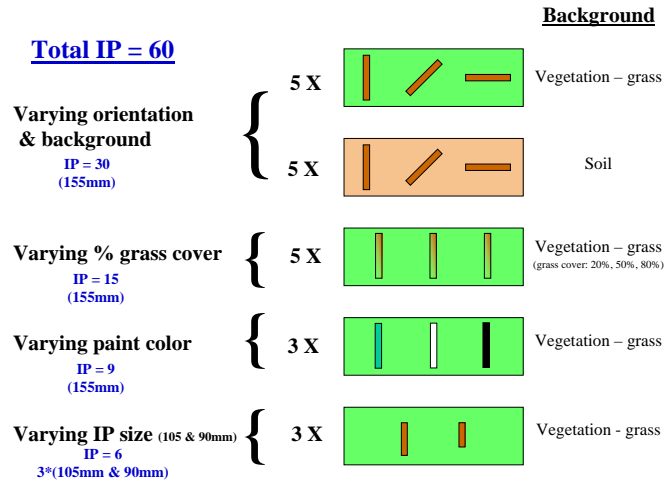 Background
Total IP = 60
5 X
Vegetation – grass
Varying orientation
& background
IP = 30
(155mm)
5 X
Soil
Varying % grass cover
IP = 15
(155mm)
5 X
Vegetation – grass
(grass cover: 20%, 50%, 80%)
Varying paint color
IP = 9
(155mm)
3 X
Vegetation – grass
Varying IP size (105 & 90mm)
IP = 6
3*(105mm & 90mm)
3 X
Vegetation - grass